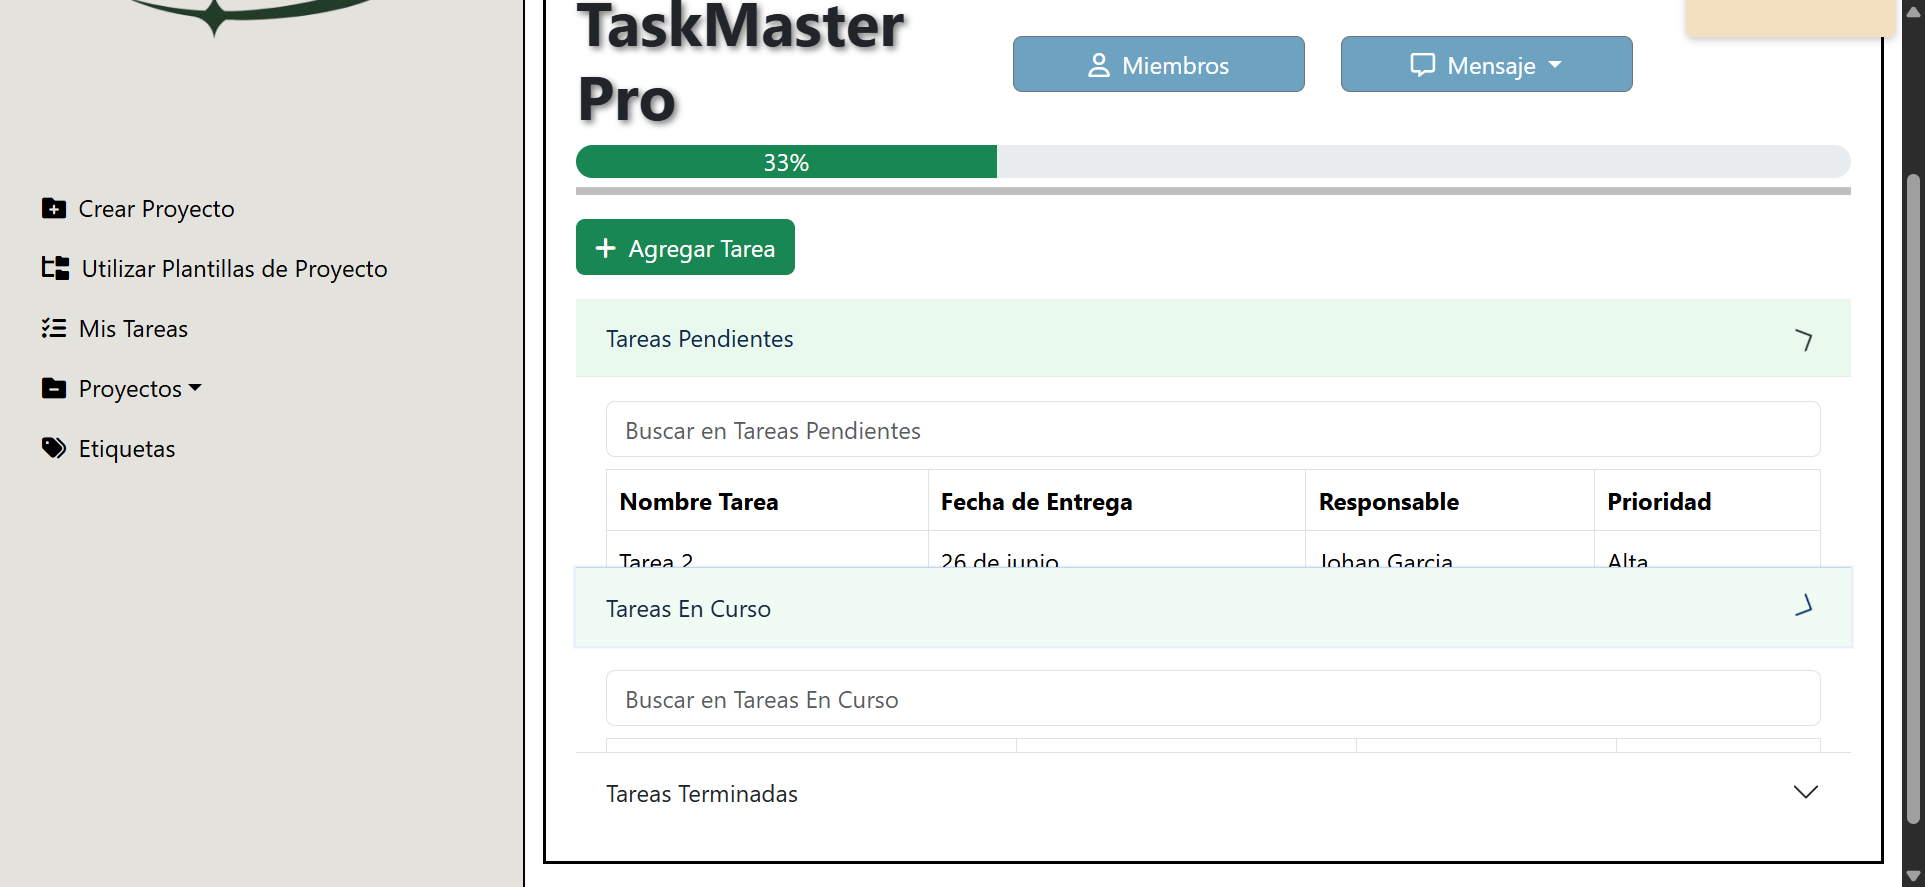 TaskMaster
Pro
Miembros
Mensaje
33%
Crear Proyecto
Utilizar Plantillas de Proyecto
Mis Tareas
Proyectos
Etiquetas
Agregar Tarea
Tareas Pendientes
Buscar en Tareas Pendientes
Nombre Tarea Fecha de Entrega Responsable Prioridad
Tarea 2 26 de junio Johan Garcia Alta
Tareas En Curso
Buscar en Tareas En Curso
Tareas Terminadas